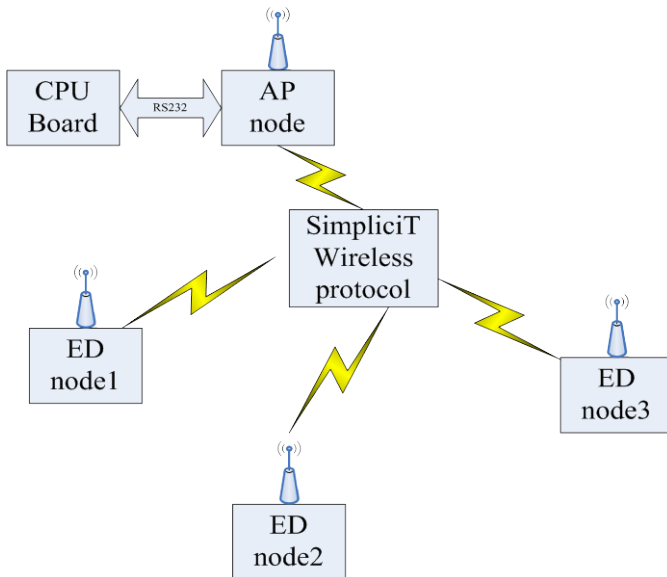 CPU
Board
RS232
AP
node
SimpliciT
Wireless
protocol
ED
node1
ED
node3
ED
node2